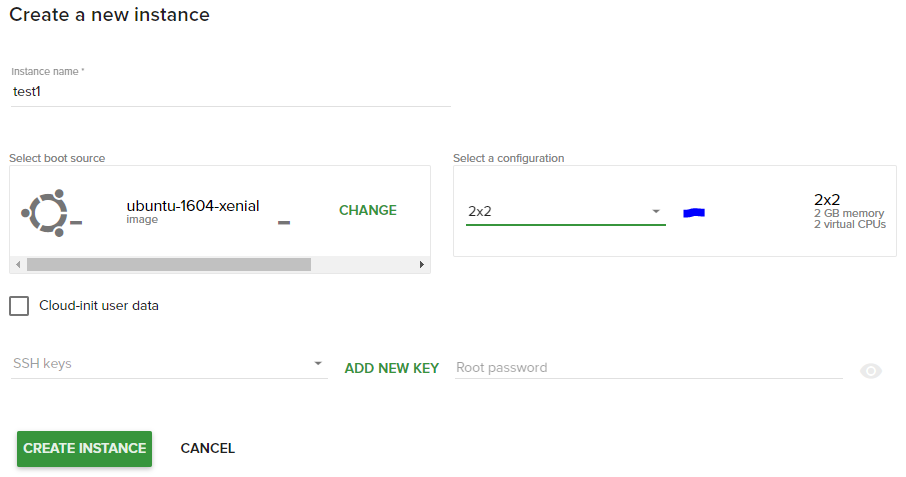 Create a new instance
Instance name *
test1
Select boot source
ubuntu-1604-xenial
image
CHANGE
Select a configuration
2x2
2x2
2 GB memory
2 virtual CPUs
Cloud-init user data
SSH keys
ADD NEW KEY
Root password
CREATE INSTANCE
CANCEL